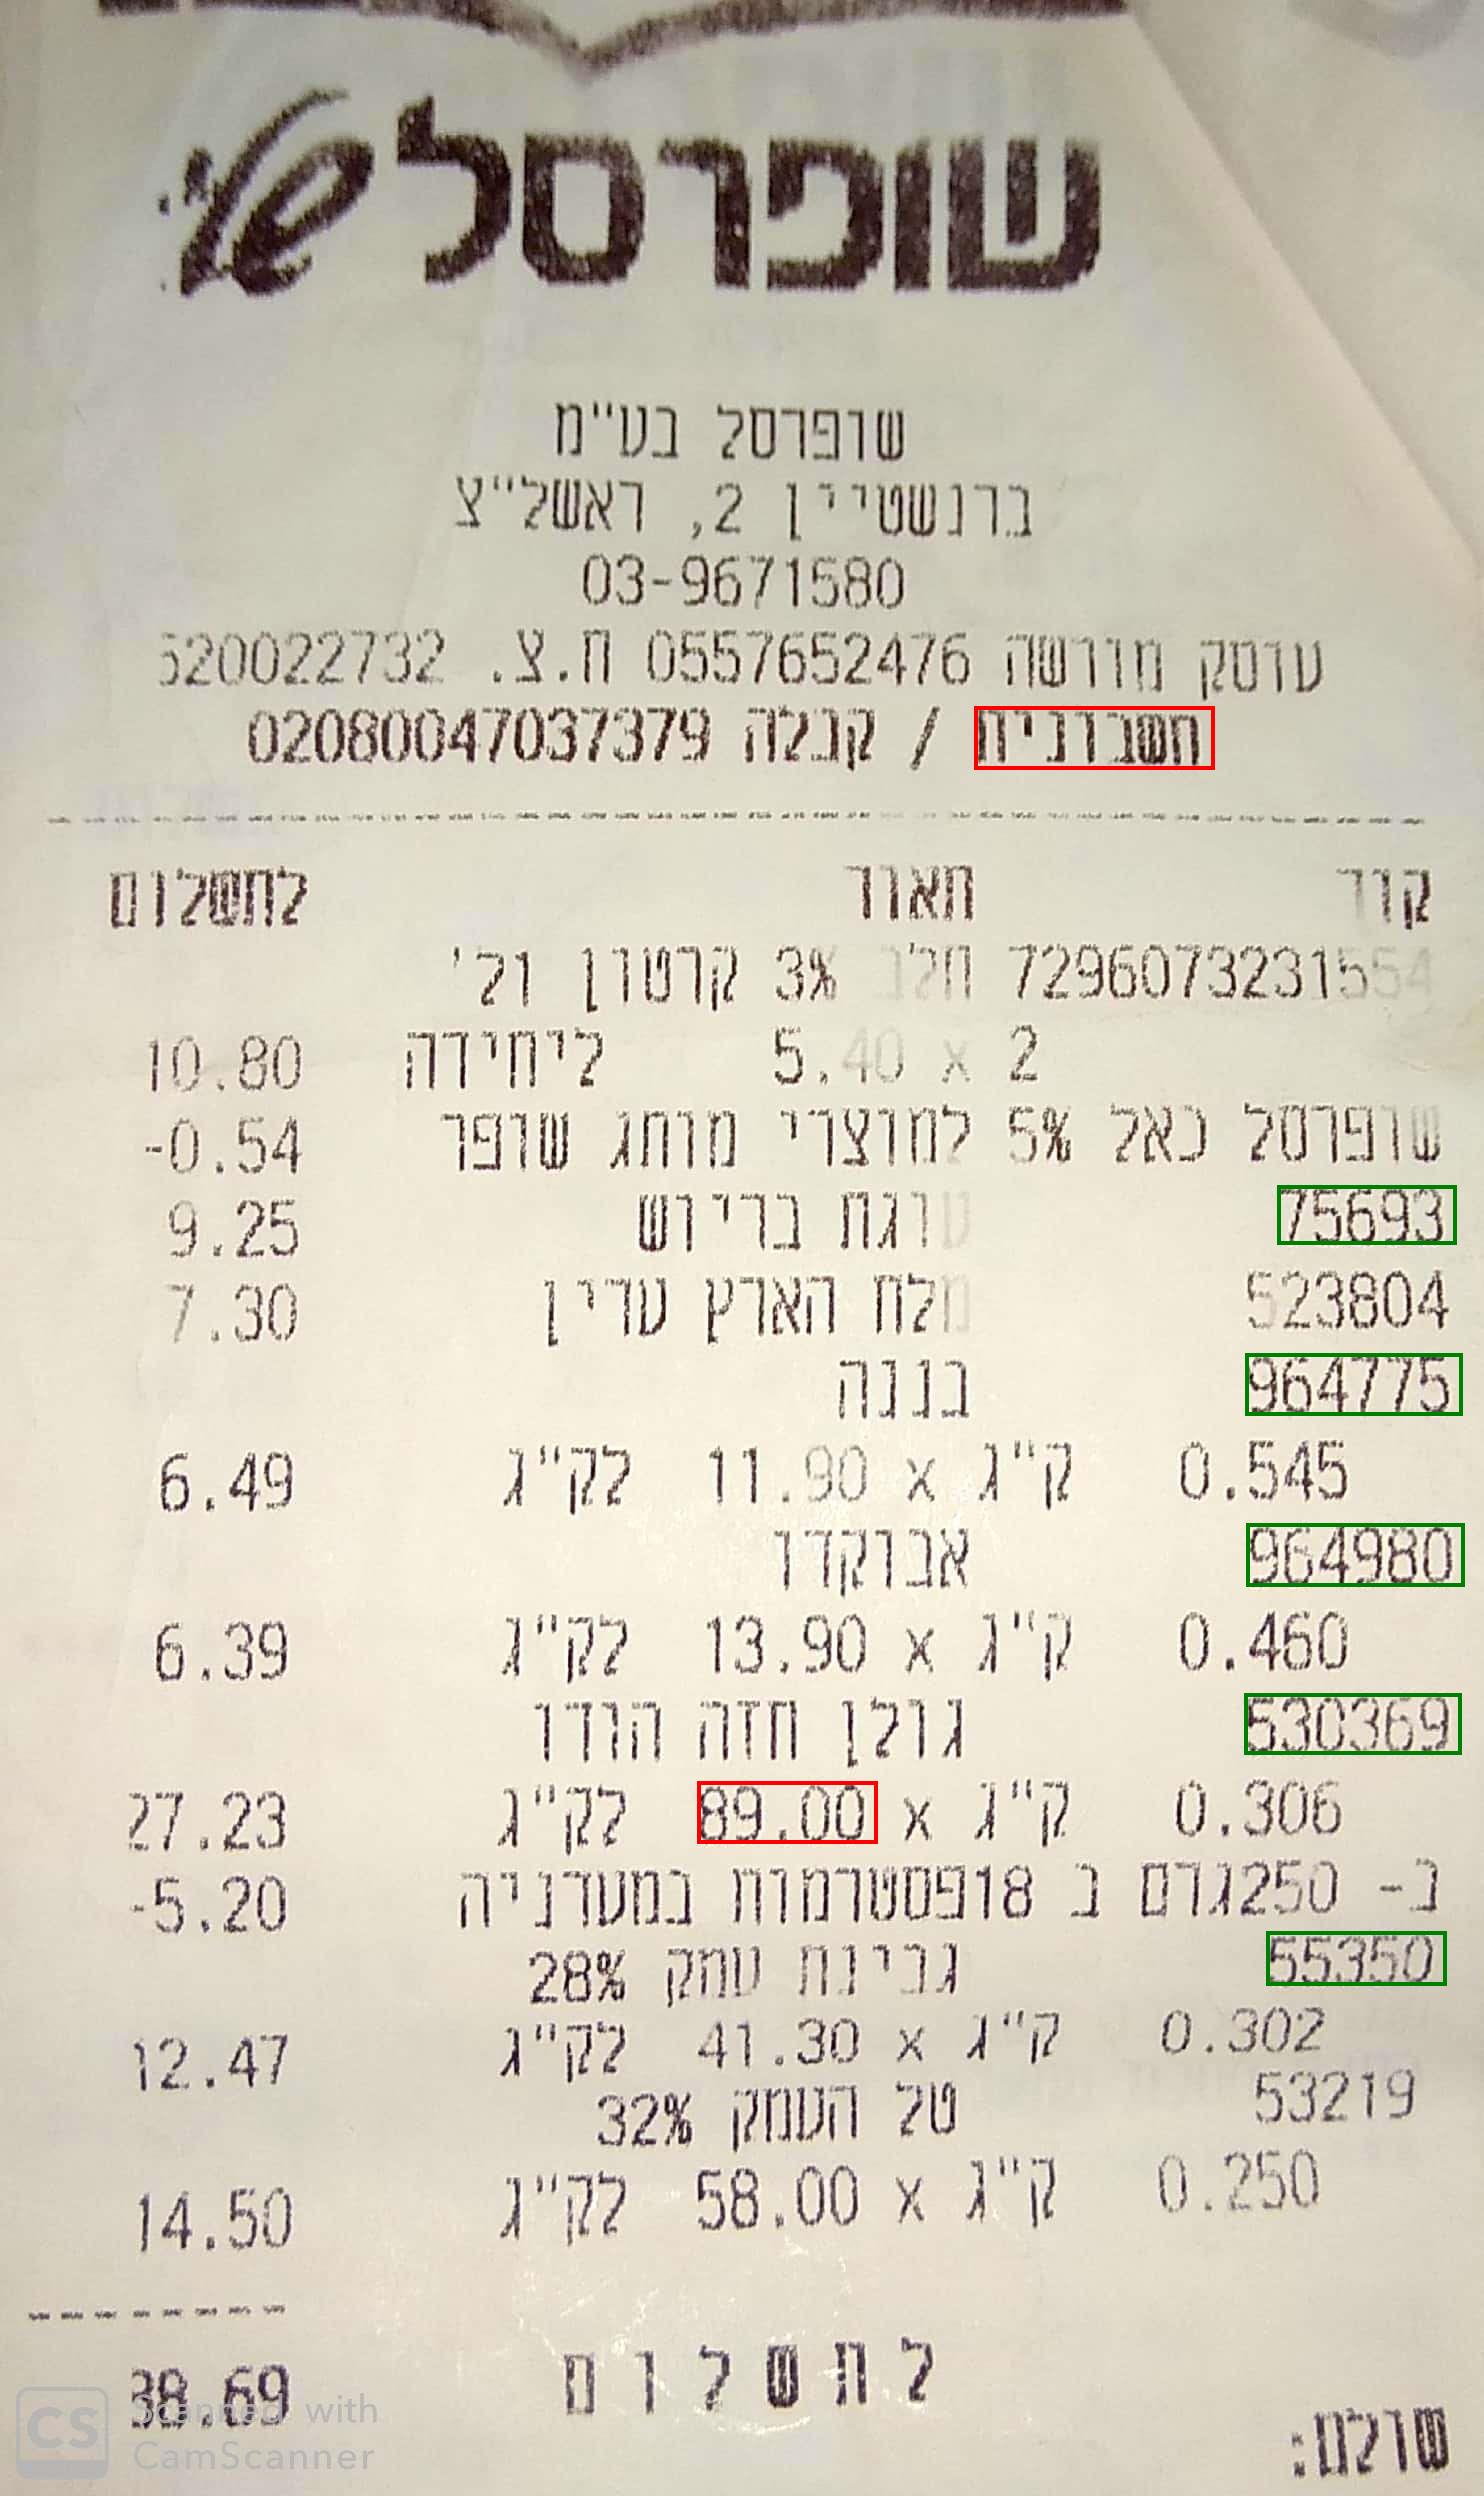 שופרסל שלי
שופרסל בע"מ
ברנשטיין 2, ראשל"צ
03-9671580
עוסק מורשה 0557652476 ח.צ. 520022732
חשבונית / קבלה 02080047037379
קוד תאור לתשלום
7296073231554 חלב 3% קרטון 1ל'
2 x 5.40 ליחידה 10.80
שופרסל כאל 5% למוצרי מותג שופר -0.54
75693 עוגת בריוש 9.25
523804 מלח הארץ עדין 7.30
964775 בננה
0.545 ק"ג x 11.90 לק"ג 6.49
964980 אבוקדו
0.460 ק"ג x 13.90 לק"ג 6.39
530369 גולן חזה הודו
0.306 ק"ג x 89.00 לק"ג 27.23
ב- 250גרם ב 18פסטרמות במעדניה -5.20
55350 גבינת עמק 28%
0.302 ק"ג x 41.30 לק"ג 12.47
53219 טל העמק 32%
0.250 ק"ג x 58.00 לק"ג 14.50
לתשלום 88.69
שולם:
CS Scanned with
CamScanner